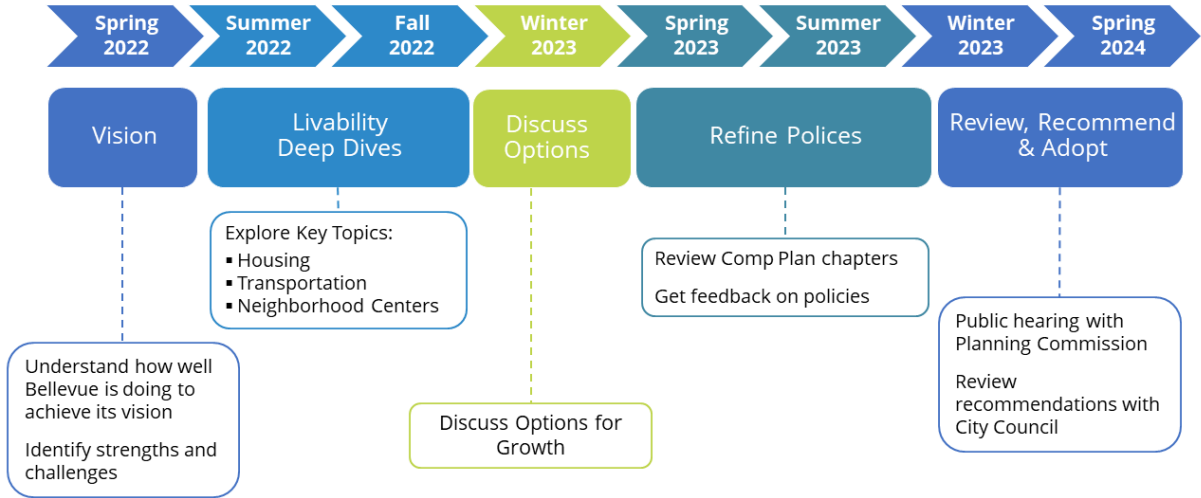 Spring
2022
Summer
2022
Fall
2022
Winter
2023
Spring
2023
Summer
2023
Winter
2023
Spring
2024
Vision
Livability
Deep Dives
Discuss
Options
Refine Polices
Review, Recommend
& Adopt
Explore Key Topics:
▪ Housing
▪ Transportation
▪ Neighborhood Centers
Review Comp Plan chapters
Get feedback on policies
Public hearing with
Planning Commission
Review
recommendations with
City Council
Understand how well
Bellevue is doing to
achieve its vision
Identify strengths and
challenges
Discuss Options for
Growth